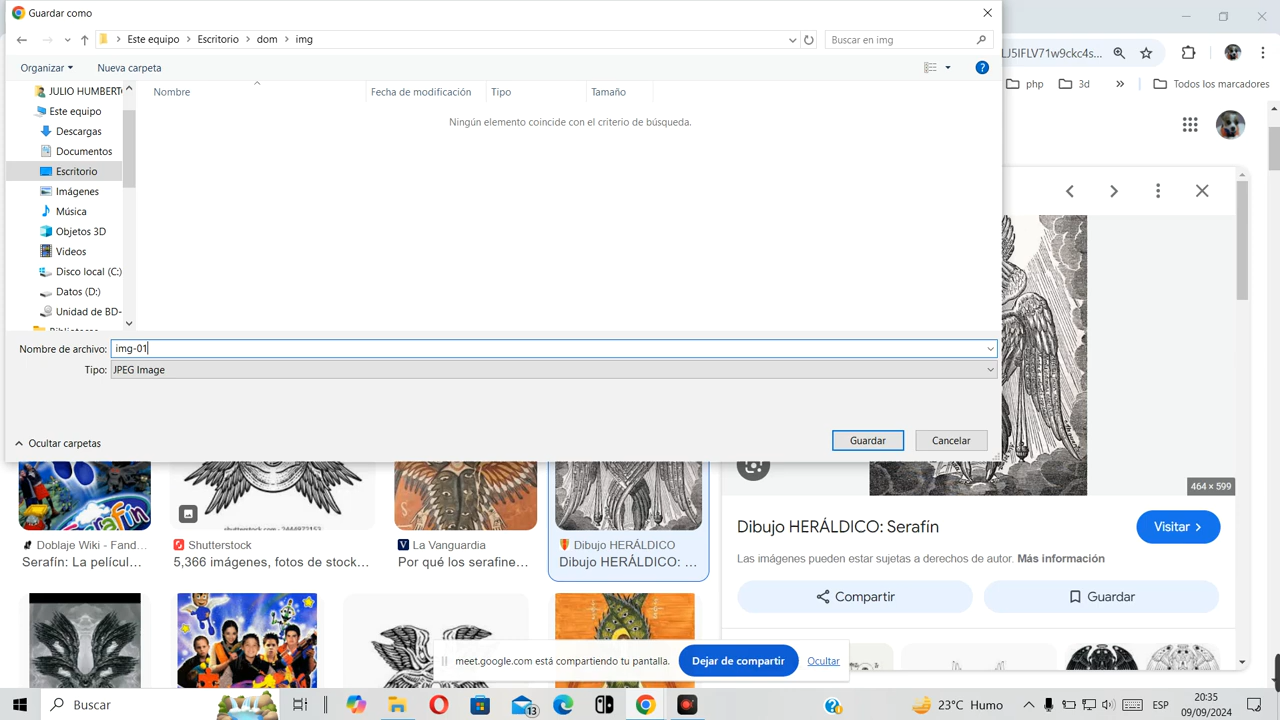 Guardar como
Este equipo
Escritorio
dom
img
Buscar en img
Organizar
Nueva carpeta
JULIO HUMBERT
Este equipo
Descargas
Documentos
Escritorio
Imágenes
Música
Objetos 3D
Videos
Disco local (C:)
Datos (D:)
Unidad de BD-
Nombre
Fecha de modificación
Tipo
Tamaño
Ningún elemento coincide con el criterio de búsqueda.
Nombre de archivo:
img-01
Tipo:
JPEG Image
Ocultar carpetas
Guardar
Cancelar
LJ5IFLV71w9ckc4s...
php
3d
»
Todos los marcadores
464 × 599
Dibujo HERÁLDICO: Serafín
Visitar
Las imágenes pueden estar sujetas a derechos de autor. Más información
Compartir
Guardar
Serafín
shutterstock.com · 2444972153
S
Doblaje Wiki - Fand...
Serafín: La películ...
Shutterstock
5,366 imágenes, fotos de stock...
La Vanguardia
Por qué los serafine...
Dibujo HERÁLDICO
Dibujo HERÁLDICO: ...
meet.google.com está compartiendo tu pantalla.
Dejar de compartir
Ocultar
Buscar
13
23°C Humo
ESP
20:35
09/09/2024